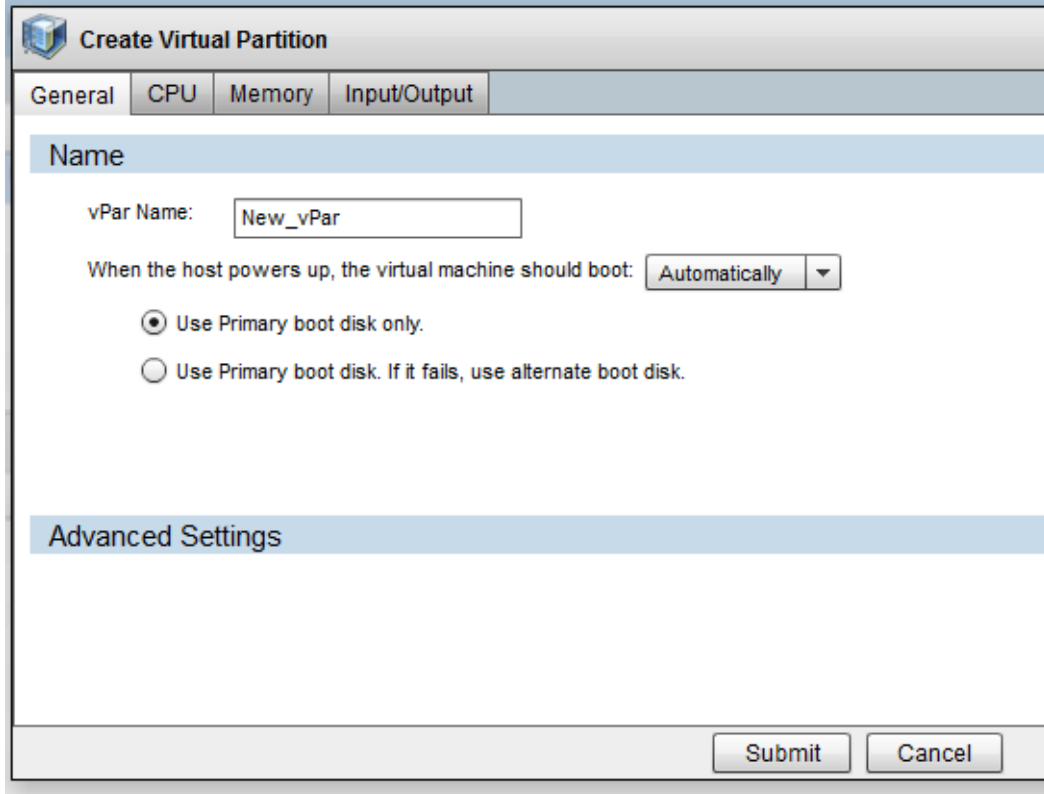 Create Virtual Partition
General CPU Memory Input/Output
Name
vPar Name: New_vPar
When the host powers up, the virtual machine should boot: Automatically
Use Primary boot disk only.
Use Primary boot disk. If it fails, use alternate boot disk.
Advanced Settings
Submit Cancel